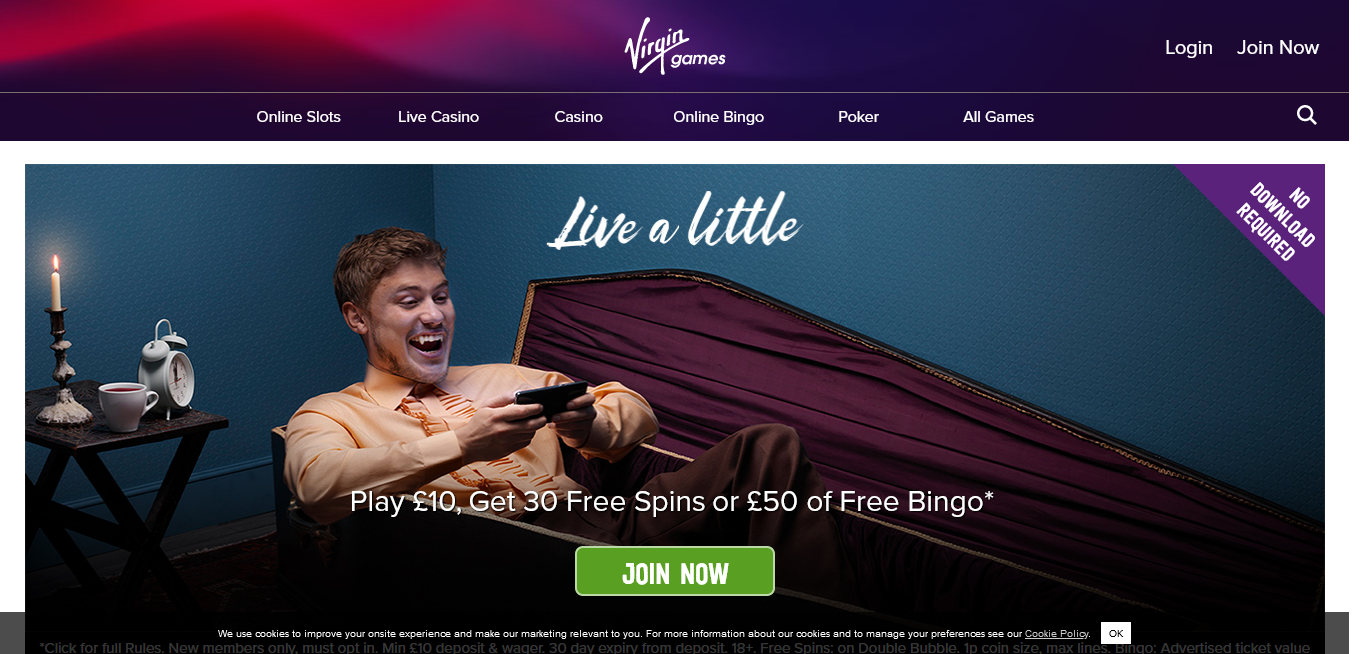 Virgin
games
Login
Join Now
Online Slots
Live Casino
Casino
Online Bingo
Poker
All Games
Live a little
NO
DOWNLOAD
REQUIRED
Play £10, Get 30 Free Spins or £50 of Free Bingo*
JOIN NOW
We use cookies to improve your onsite experience and make our marketing relevant to you. For more information about our cookies and to manage your preferences see our Cookie Policy.
OK
*Click for full Rules. New members only, must opt in. Min £10 deposit & wager. 30 day expiry from deposit. 18+. Free Spins: on Double Bubble. 1p coin size, max lines. Bingo: Advertised ticket value